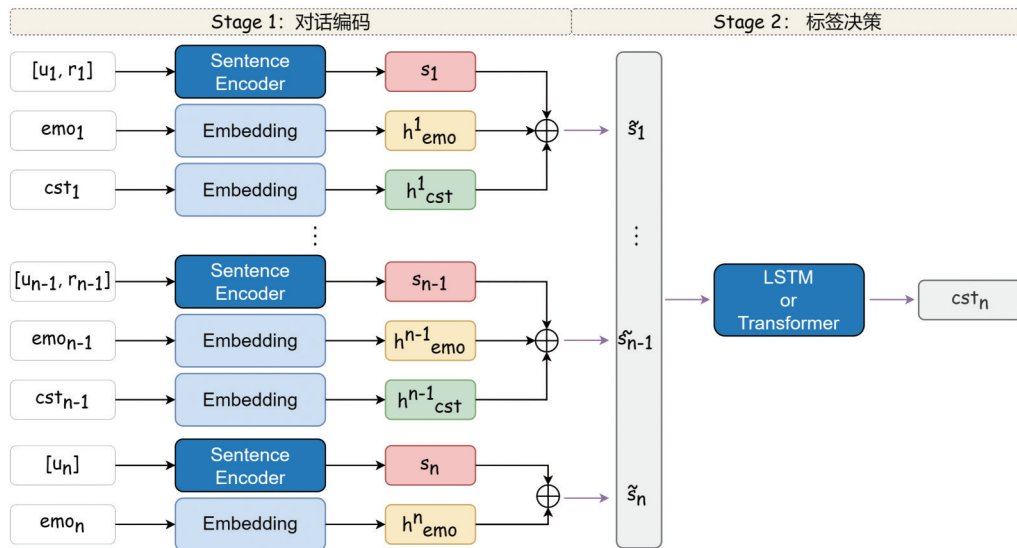 Stage 1： 对话编码
Stage 2： 标签决策
[u1, r1]
Sentence
Encoder
s1
emo1
Embedding
h1emo
s̃1
cst1
Embedding
h1cst
⋮
⋮
[un-1, rn-1]
Sentence
Encoder
sn-1
LSTM
or
Transformer
cstn
emon-1
Embedding
hn-1emo
s̃n-1
cstn-1
Embedding
hn-1cst
[un]
Sentence
Encoder
sn
s̃n
emon
Embedding
hnemo